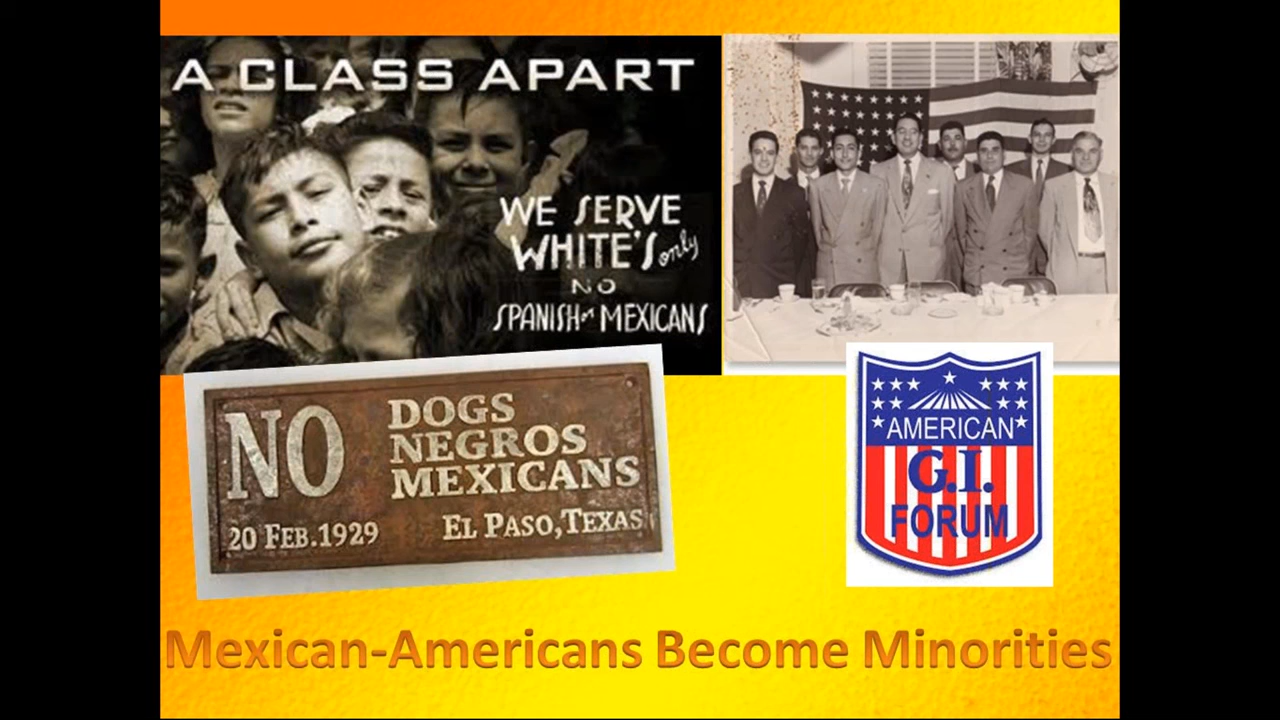 A CLASS APART
WE SERVE
WHITE'S only
NO
SPANISH or MEXICANS
NO
DOGS
NEGROS
MEXICANS
20 FEB.1929
EL PASO, TEXAS
AMERICAN
G.I.
FORUM
Mexican-Americans Become Minorities